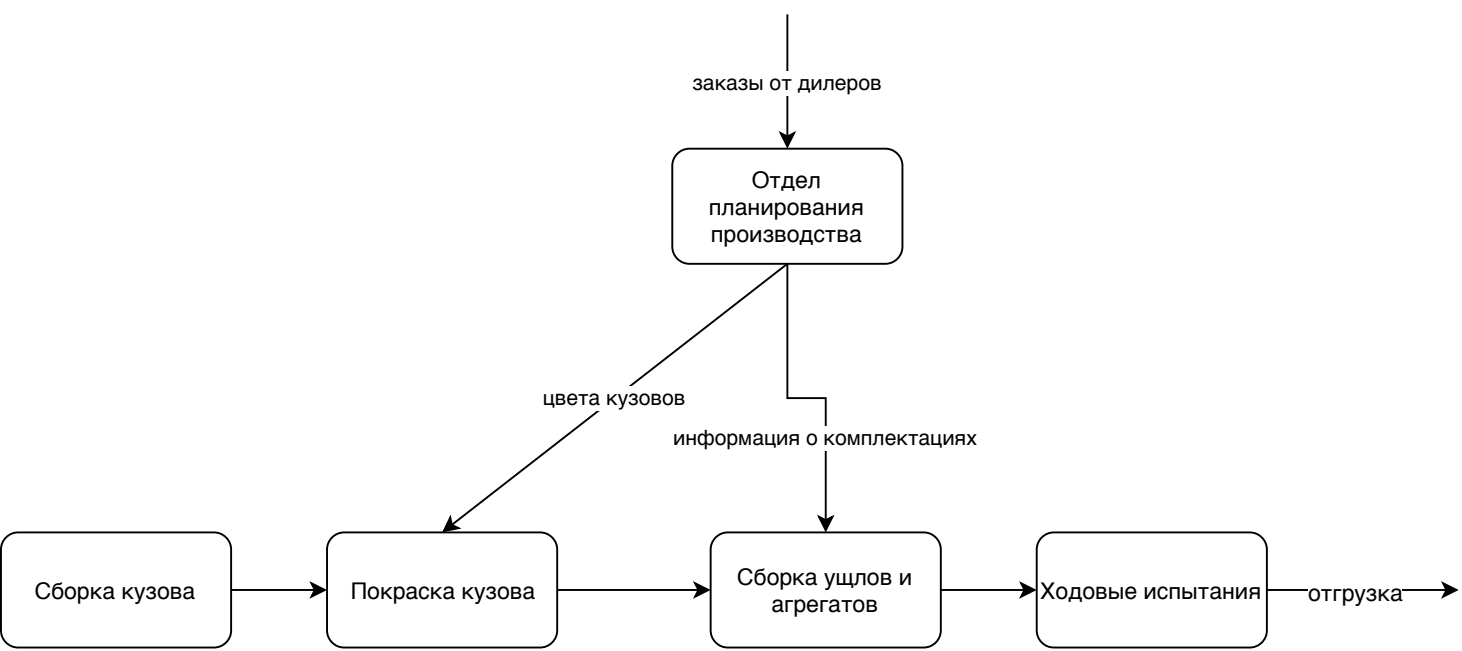 заказы от дилеров
Отдел
планирования
производства
цвета кузовов
информация о комплектациях
Сборка кузова
Покраска кузова
Сборка ущлов и
агрегатов
Ходовые испытания
отгрузка